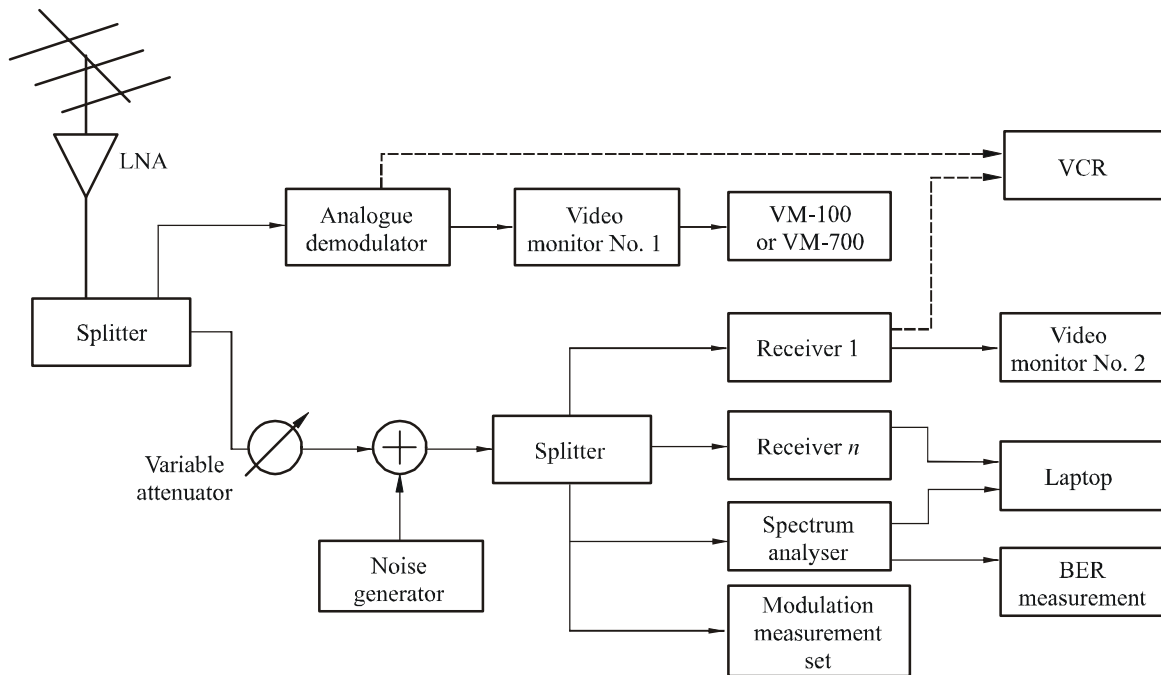 LNA
VCR
Analogue
demodulator
Video
monitor No. 1
VM-100
or VM-700
Splitter
Receiver 1
Video
monitor No. 2
Variable
attenuator
Splitter
Receiver n
Laptop
Noise
generator
Spectrum
analyser
BER
measurement
Modulation
measurement
set